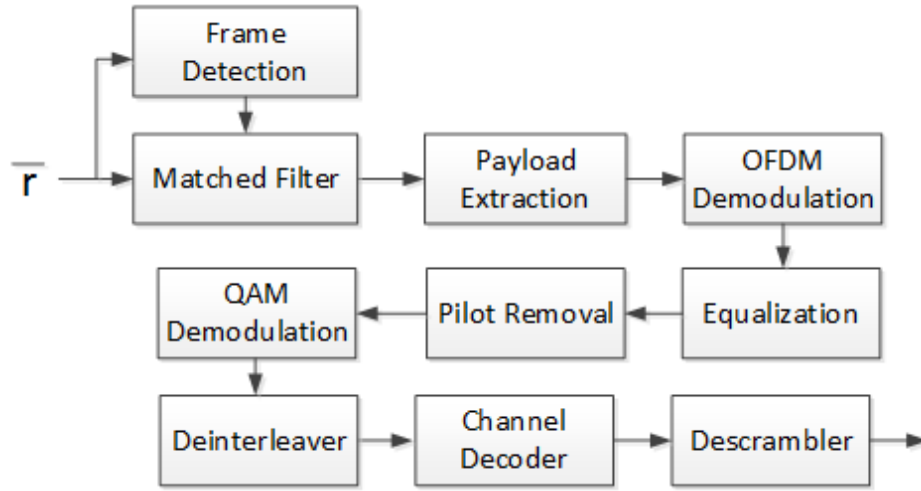 Frame
Detection
r̅
Matched Filter
Payload
Extraction
OFDM
Demodulation
QAM
Demodulation
Pilot Removal
Equalization
Deinterleaver
Channel
Decoder
Descrambler